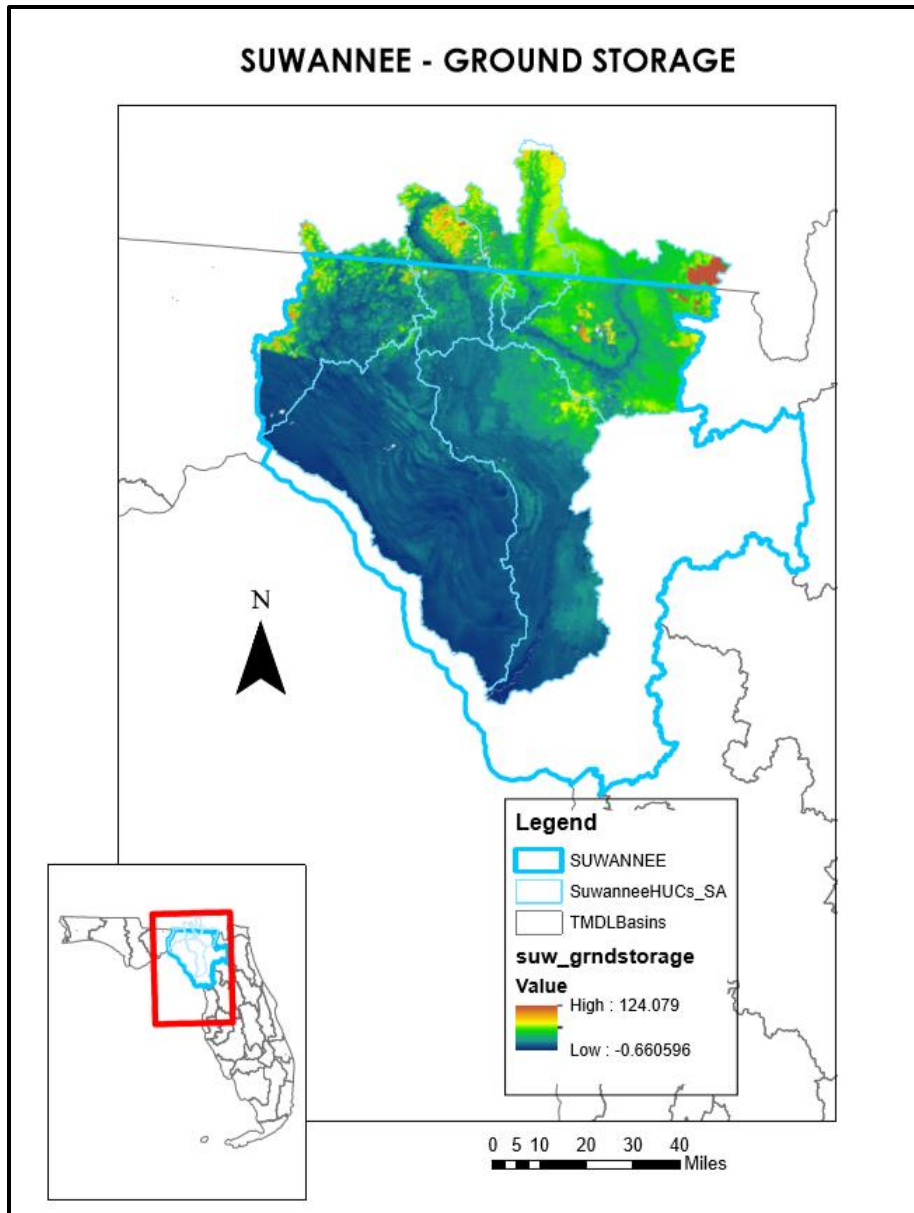 SUWANNEE - GROUND STORAGE
N
Legend
SUWANNEE
SuwanneeHUCs_SA
TMDLBasins
suw_grndstorage
Value
High : 124.079
Low : -0.660596
0 5 10 20 30 40
Miles